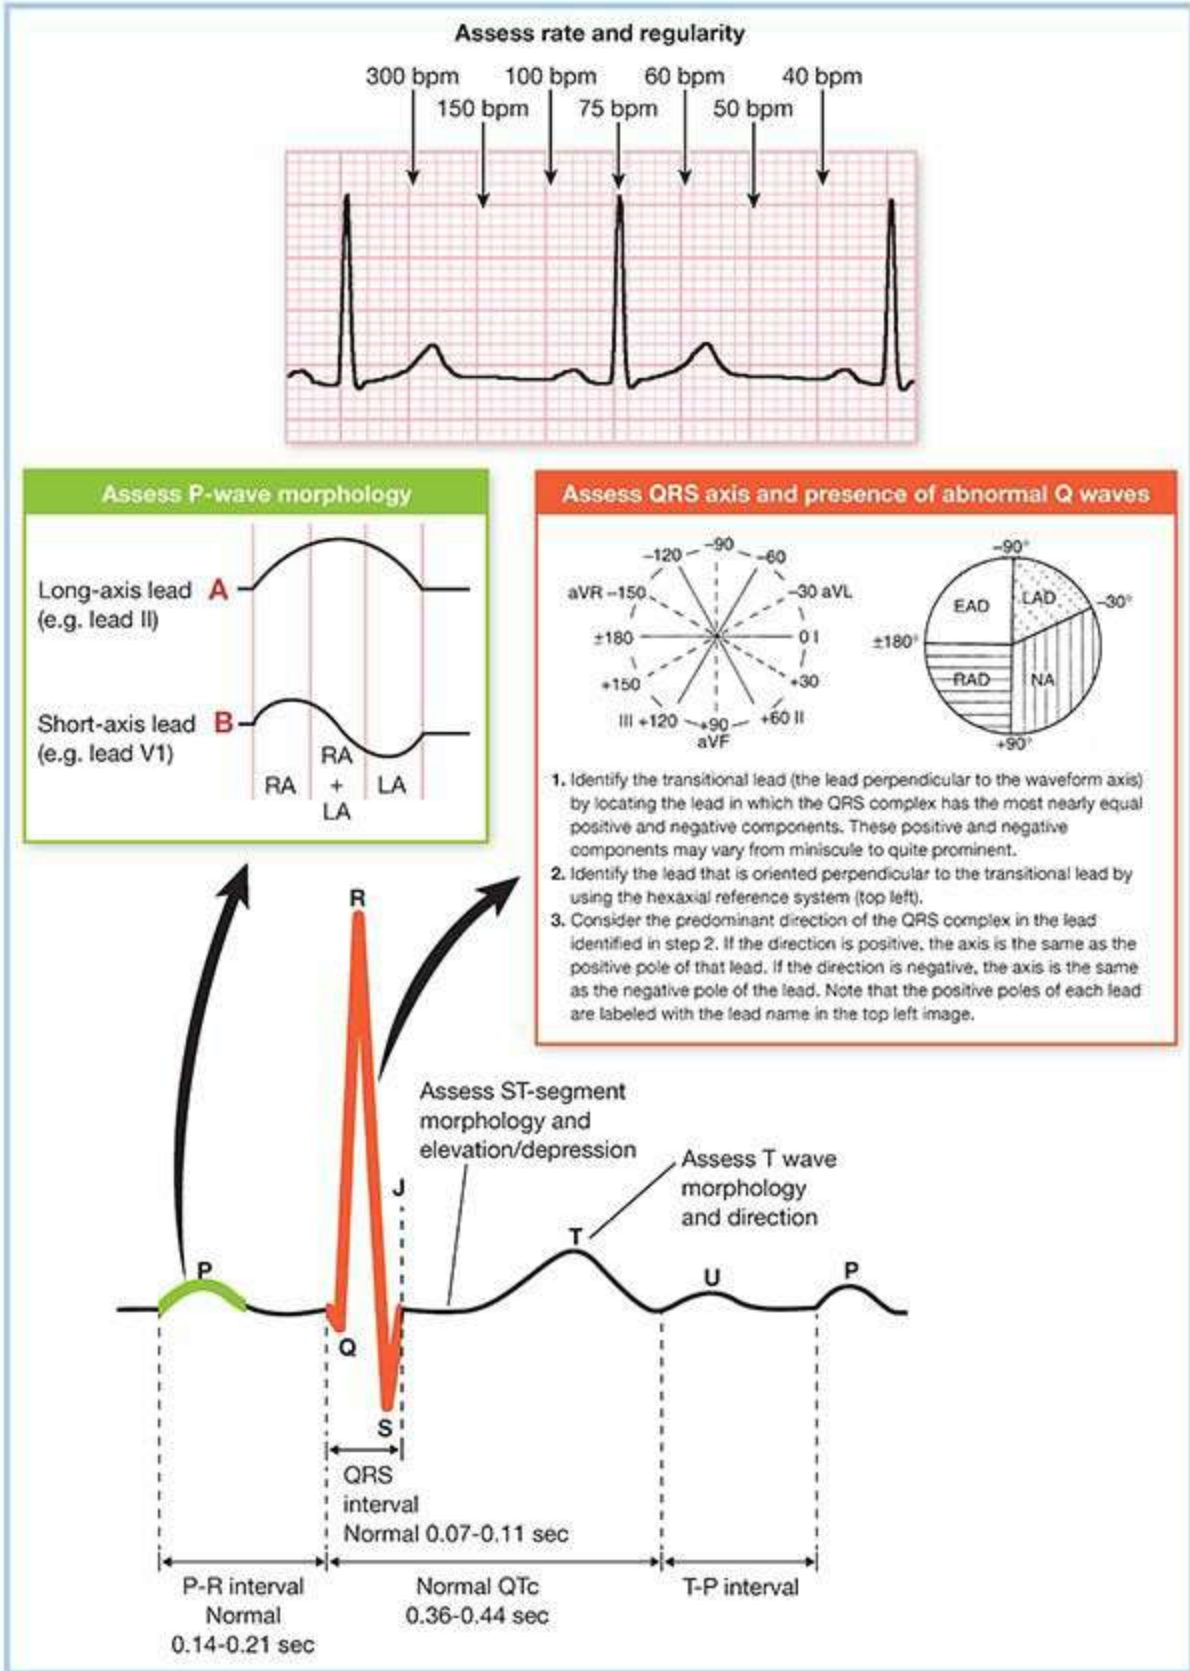 Assess rate and regularity
300 bpm 100 bpm 60 bpm 40 bpm
150 bpm 75 bpm 50 bpm
Assess P-wave morphology
Long-axis lead A
(e.g. lead II)
Short-axis lead B
(e.g. lead V1)
RA
RA
+
LA
LA
Assess QRS axis and presence of abnormal Q waves
–90
–120
–60
aVR –150
–30 aVL
±180
0 I
+150
+30
III +120
+60 II
+90
aVF
–90°
EAD
LAD
–30°
±180°
RAD
NA
+90°
1. Identify the transitional lead (the lead perpendicular to the waveform axis)
by locating the lead in which the QRS complex has the most nearly equal
positive and negative components. These positive and negative
components may vary from miniscule to quite prominent.
2. Identify the lead that is oriented perpendicular to the transitional lead by
using the hexaxial reference system (top left).
3. Consider the predominant direction of the QRS complex in the lead
identified in step 2. If the direction is positive, the axis is the same as the
positive pole of that lead. If the direction is negative, the axis is the same
as the negative pole of the lead. Note that the positive poles of each lead
are labeled with the lead name in the top left image.
R
Assess ST-segment
morphology and
elevation/depression
Assess T wave
morphology
and direction
J
P
T
U
P
Q
S
QRS
interval
Normal 0.07-0.11 sec
P-R interval
Normal
0.14-0.21 sec
Normal QTc
0.36-0.44 sec
T-P interval